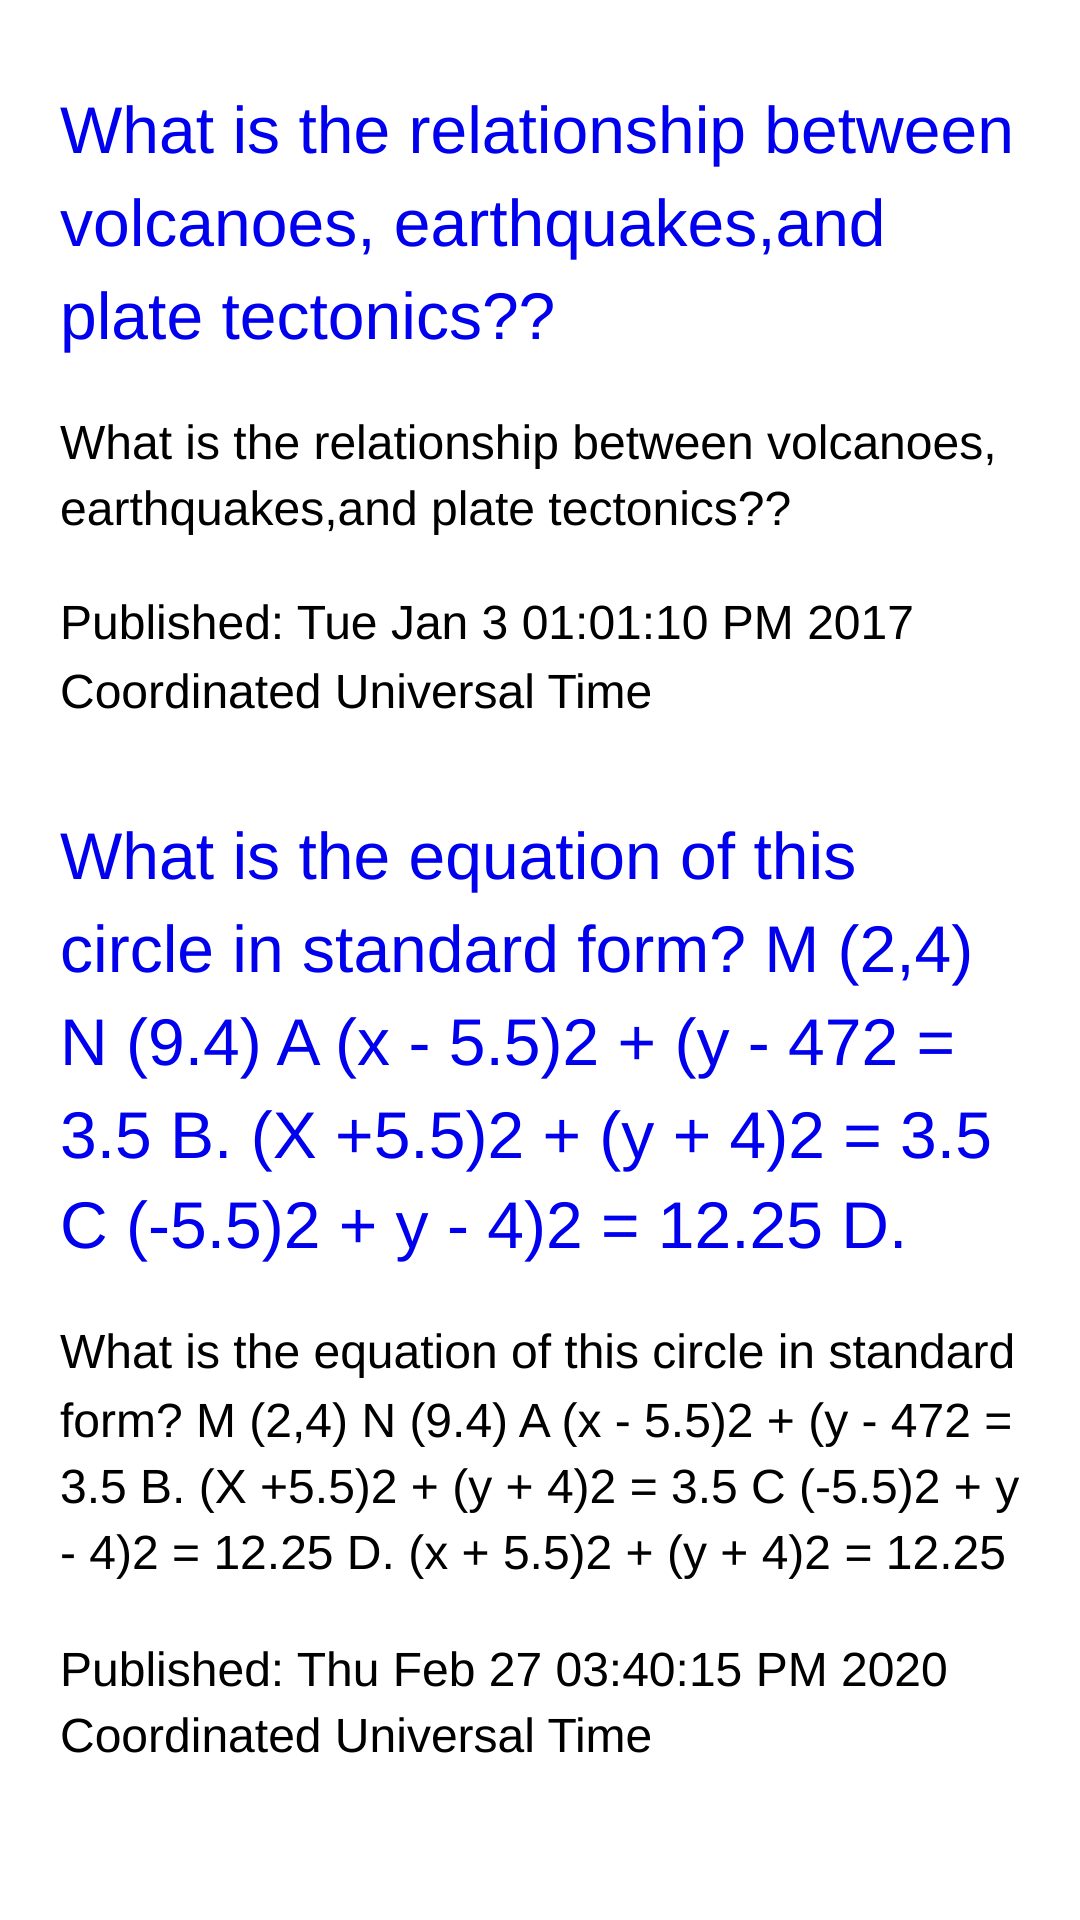 What is the relationship between
volcanoes, earthquakes,and
plate tectonics??
What is the relationship between volcanoes,
earthquakes,and plate tectonics??
Published: Tue Jan 3 01:01:10 PM 2017
Coordinated Universal Time
What is the equation of this
circle in standard form? M (2,4)
N (9.4) A (x - 5.5)2 + (y - 472 =
3.5 B. (X +5.5)2 + (y + 4)2 = 3.5
C (-5.5)2 + y - 4)2 = 12.25 D.
What is the equation of this circle in standard
form? M (2,4) N (9.4) A (x - 5.5)2 + (y - 472 =
3.5 B. (X +5.5)2 + (y + 4)2 = 3.5 C (-5.5)2 + y
- 4)2 = 12.25 D. (x + 5.5)2 + (y + 4)2 = 12.25
Published: Thu Feb 27 03:40:15 PM 2020
Coordinated Universal Time